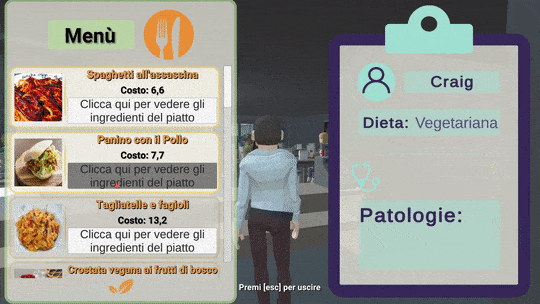 Menù
Spaghetti all'assassina
Costo: 6,6
Clicca qui per vedere gli
ingredienti del piatto
Panino con il Pollo
Costo: 7,7
Clicca qui per vedere gli
ingredienti del piatto
Tagliatelle e fagioli
Costo: 13,2
Clicca qui per vedere gli
ingredienti del piatto
Crostata vegana ai frutti di bosco
Premi [esc] per uscire
Craig
Dieta: Vegetariana
Patologie: